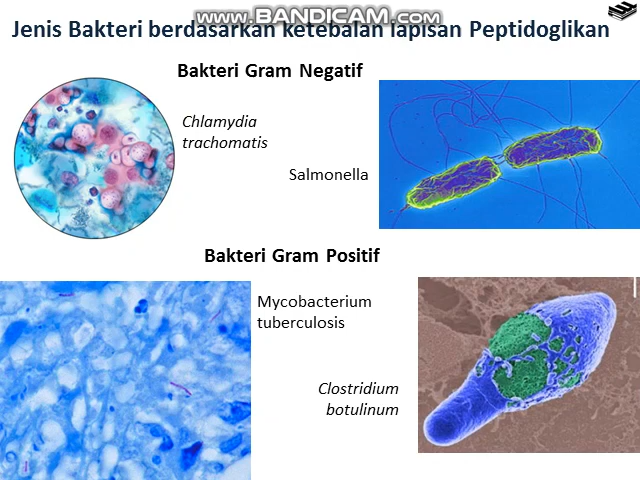 www.BANDICAM.com
Jenis Bakteri berdasarkan ketebalan lapisan Peptidoglikan
Bakteri Gram Negatif
Chlamydia
trachomatis
Salmonella
Bakteri Gram Positif
Mycobacterium
tuberculosis
Clostridium
botulinum